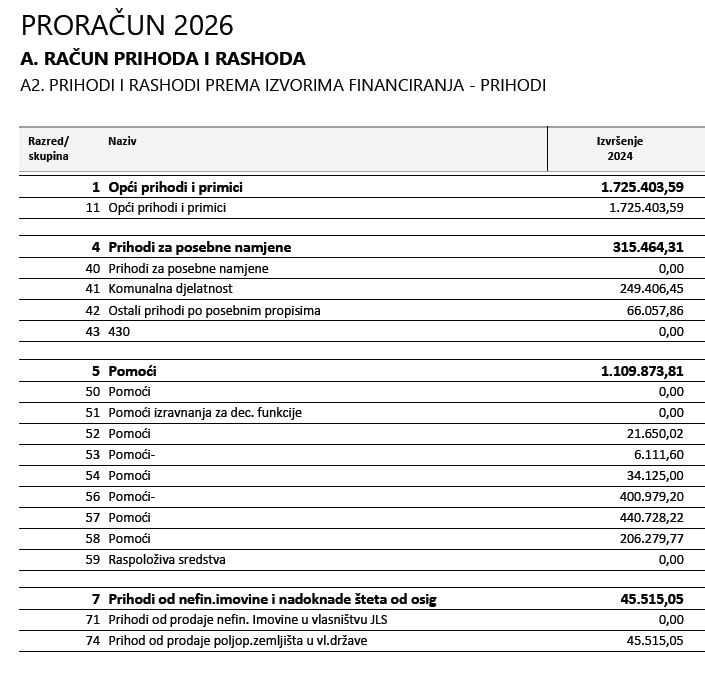 PRORAČUN 2026
A. RAČUN PRIHODA I RASHODA
A2. PRIHODI I RASHODI PREMA IZVORIMA FINANCIRANJA - PRIHODI
Razred/ skupina Naziv Izvršenje 2024
1 Opći prihodi i primici 1.725.403,59
11 Opći prihodi i primici 1.725.403,59
4 Prihodi za posebne namjene 315.464,31
40 Prihodi za posebne namjene 0,00
41 Komunalna djelatnost 249.406,45
42 Ostali prihodi po posebnim propisima 66.057,86
43 430 0,00
5 Pomoći 1.109.873,81
50 Pomoći 0,00
51 Pomoći izravnanja za dec. funkcije 0,00
52 Pomoći 21.650,02
53 Pomoći- 6.111,60
54 Pomoći 34.125,00
56 Pomoći- 400.979,20
57 Pomoći 440.728,22
58 Pomoći 206.279,77
59 Raspoloživa sredstva 0,00
7 Prihodi od nefin.imovine i nadoknade šteta od osig 45.515,05
71 Prihodi od prodaje nefin. Imovine u vlasništvu JLS 0,00
74 Prihod od prodaje poljop.zemljišta u vl.države 45.515,05